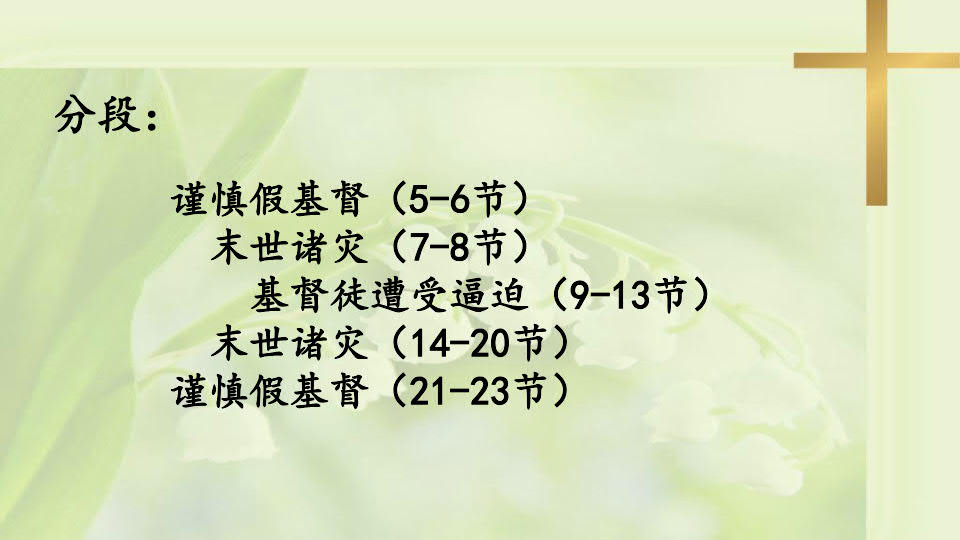 分段：
谨慎假基督（5-6节）
末世诸灾（7-8节）
基督徒遭受逼迫（9-13节）
末世诸灾（14-20节）
谨慎假基督（21-23节）